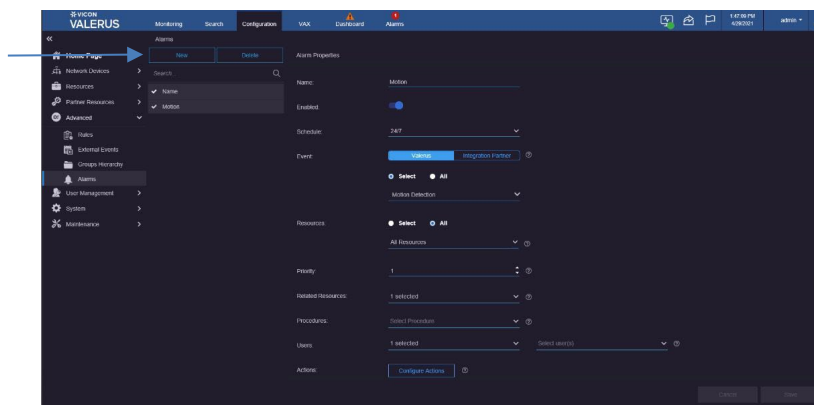 VICON
VALERUS
Monitoring Search Configuration VAX Dashboard Alarms
1:47:09 PM
4/28/2021
admin
Home Page
Network Devices
Resources
Partner Resources
Advanced
Rules
External Events
Groups Hierarchy
Alarms
User Management
System
Maintenance
Alarms
New Delete
Search
Name
Motion
Alarm Properties
Name: Motion
Enabled:
Schedule: 24/7
Event: Valerus Integration Partner
Select All
Motion Detection
Resources: Select All
All Resources
Priority: 1
Related Resources: 1 selected
Procedures: Select Procedure
Users 1 selected Select user(s)
Actions: Configure Actions
Cancel Save